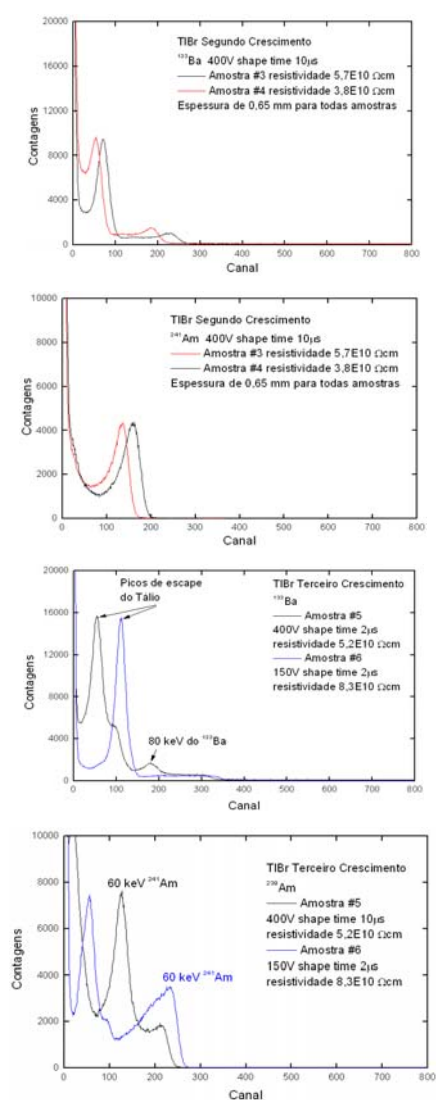 TlBr Segundo Crescimento
¹³³Ba 400V shape time 10µs
Amostra #3 resistividade 5,7E10 Ωcm
Amostra #4 resistividade 3,8E10 Ωcm
Espessura de 0,65 mm para todas amostras
Contagens
20000
16000
12000
8000
4000
0
0 100 200 300 400 500 600 700 800
Canal
TlBr Segundo Crescimento
²⁴¹Am 400V shape time 10µs
Amostra #3 resistividade 5,7E10 Ωcm
Amostra #4 resistividade 3,8E10 Ωcm
Espessura de 0,65 mm para todas amostras
Contagens
10000
8000
6000
4000
2000
0
0 100 200 300 400 500 600 700 800
Canal
Picos de escape
do Tálio
TlBr Terceiro Crescimento
¹³³Ba
Amostra #5
400V shape time 2µs
resistividade 5,2E10 Ωcm
Amostra #6
150V shape time 2µs
resistividade 8,3E10 Ωcm
80 keV do ¹³³Ba
Contagens
20000
16000
12000
8000
4000
0
0 100 200 300 400 500 600 700 800
Canal
60 keV ²⁴¹Am
60 keV ²⁴¹Am
TlBr Terceiro Crescimento
Am
Amostra #5
400V shape time 10µs
resistividade 5,2E10 Ωcm
Amostra #6
150V shape time 2µs
resistividade 8,3E10 Ωcm
Contagens
10000
8000
6000
4000
2000
0
0 100 200 300 400 500 600 700 800
Canal